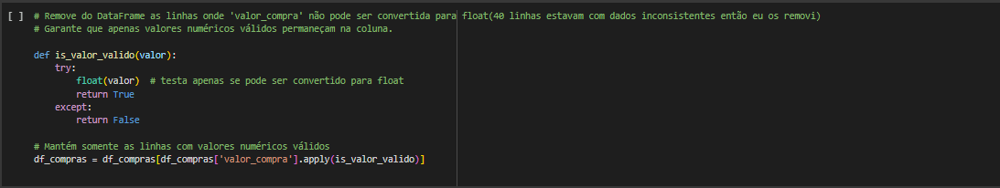 [ ] # Remove do DataFrame as linhas onde 'valor_compra' não pode ser convertida para float(40 linhas estavam com dados inconsistentes então eu os removi)
# Garante que apenas valores numéricos válidos permaneçam na coluna.
def is_valor_valido(valor):
try:
float(valor)  # testa apenas se pode ser convertido para float
return True
except:
return False
# Mantém somente as linhas com valores numéricos válidos
df_compras = df_compras[df_compras['valor_compra'].apply(is_valor_valido)]